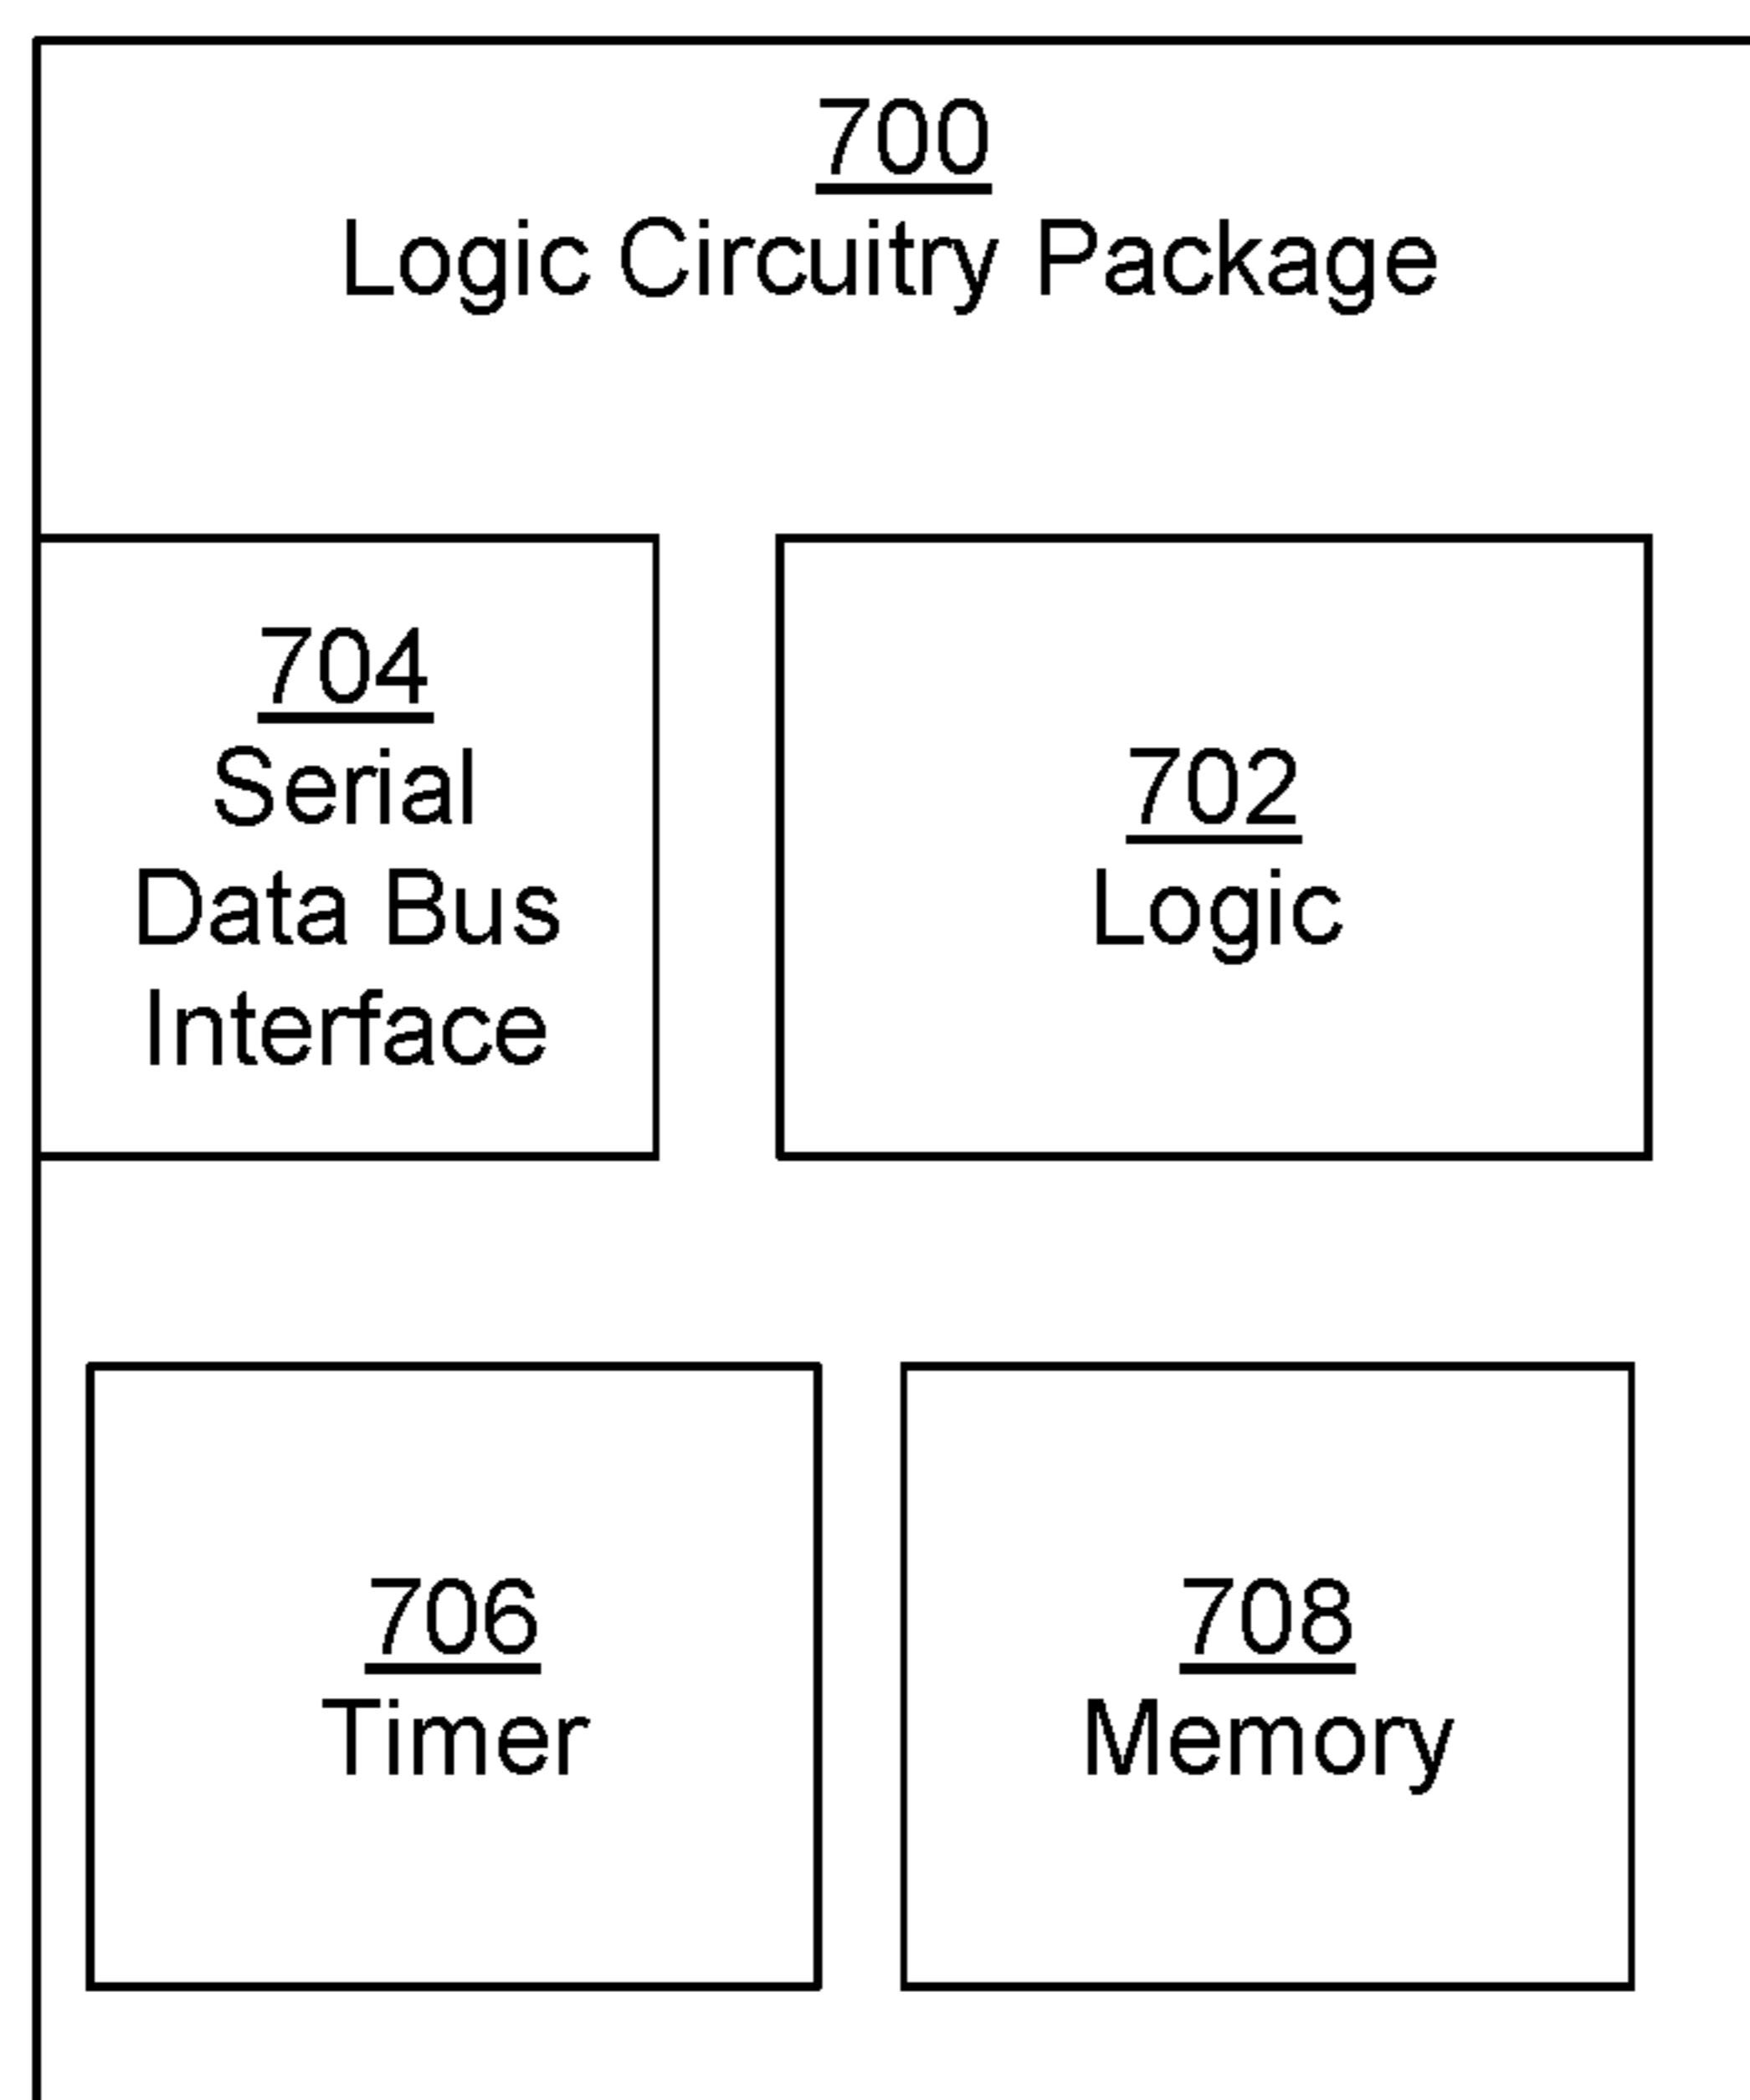 700
Logic Circuitry Package
704
Serial
Data Bus
Interface
702
Logic
706
Timer
708
Memory